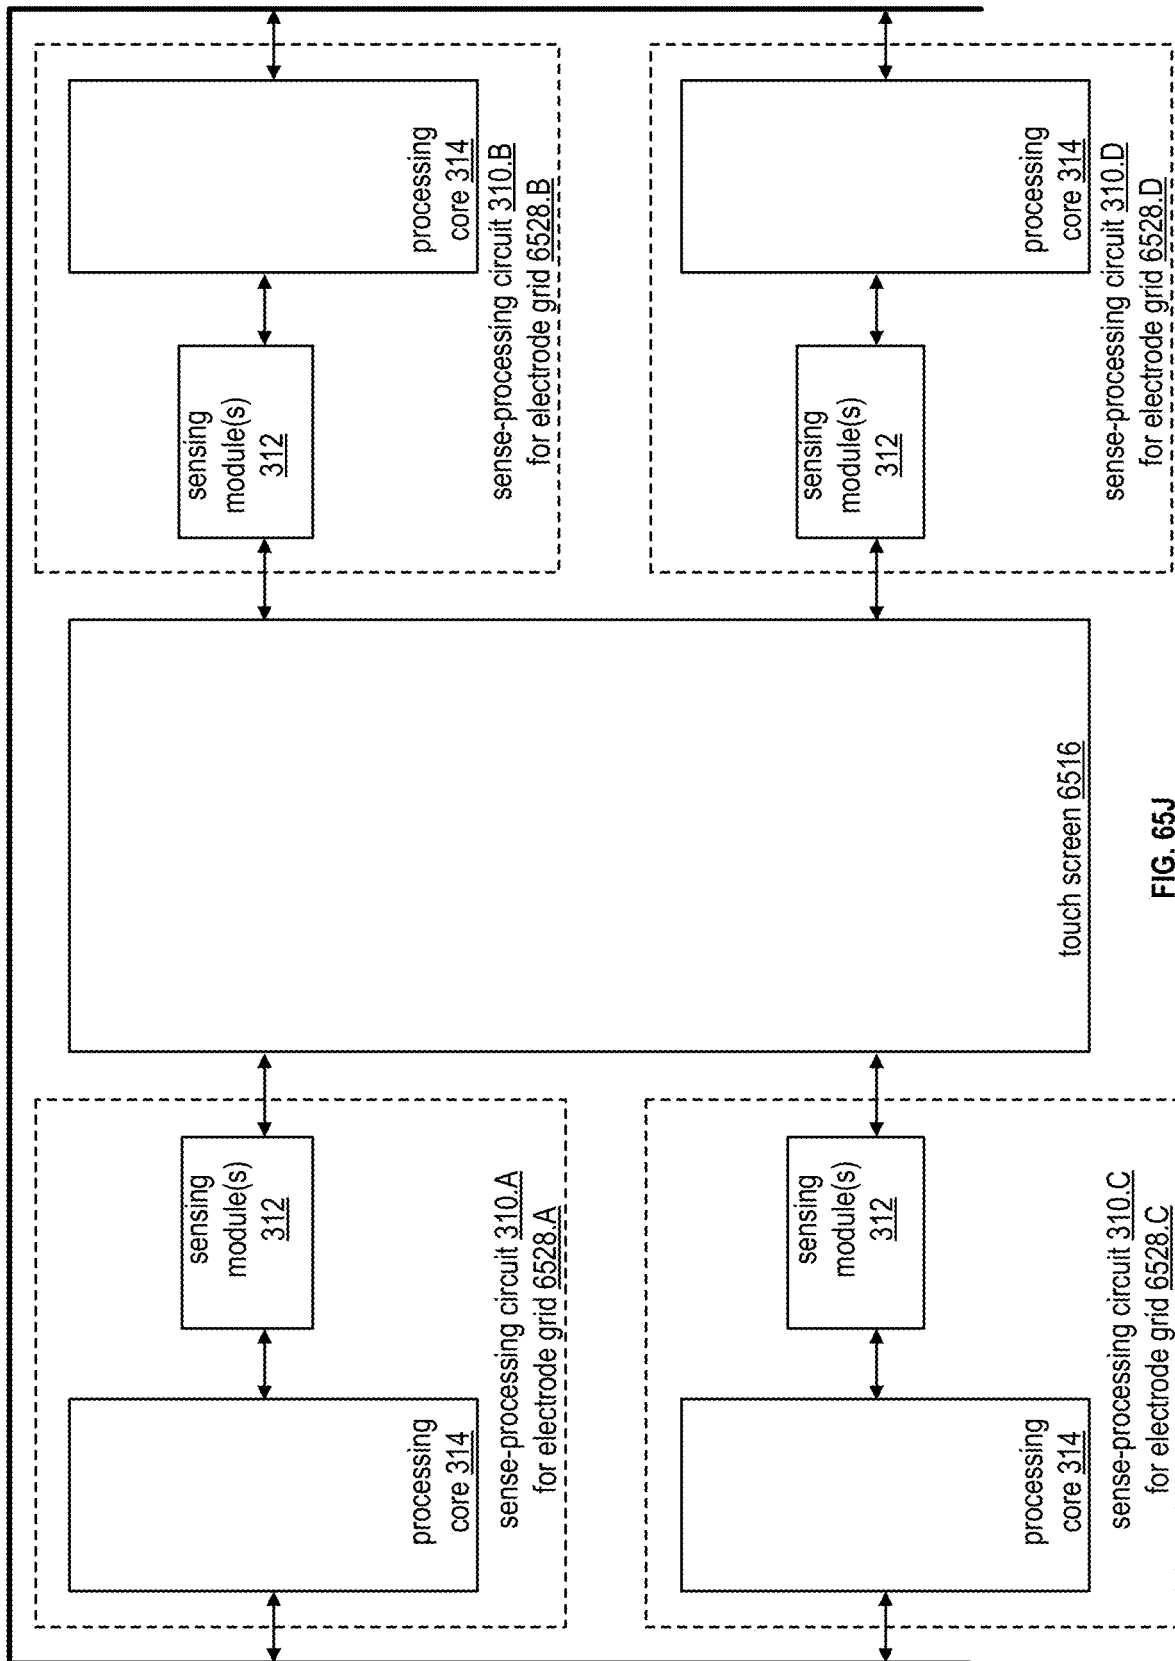 processing
core 314
sensing
module(s)
312
sense-processing circuit 310.A
for electrode grid 6528.A
sensing
module(s)
312
processing
core 314
sense-processing circuit 310.B
for electrode grid 6528.B
touch screen 6516
processing
core 314
sensing
module(s)
312
sense-processing circuit 310.C
for electrode grid 6528.C
sensing
module(s)
312
processing
core 314
sense-processing circuit 310.D
for electrode grid 6528.D
FIG. 65J